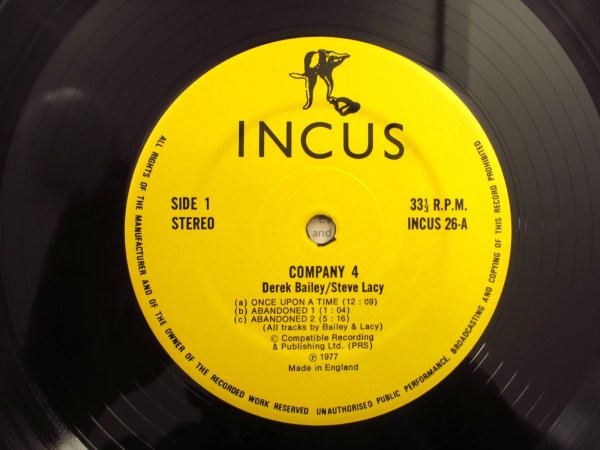 INCUS
SIDE 1
STEREO
33⅓ R.P.M.
INCUS 26-A
and
COMPANY 4
Derek Bailey/Steve Lacy
(a) ONCE UPON A TIME (12 : 09)
(b) ABANDONED 1 (1 : 04)
(c) ABANDONED 2 (5 : 16)
(All tracks by Bailey & Lacy)
© Compatible Recording
& Publishing Ltd. (PRS)
℗ 1977
Made in England
ALL RIGHTS OF THE MANUFACTURER AND OF THE OWNER OF THE RECORDED WORK RESERVED UNAUTHORISED PUBLIC PERFORMANCE, BROADCASTING AND COPYING OF THIS RECORD PROHIBITED